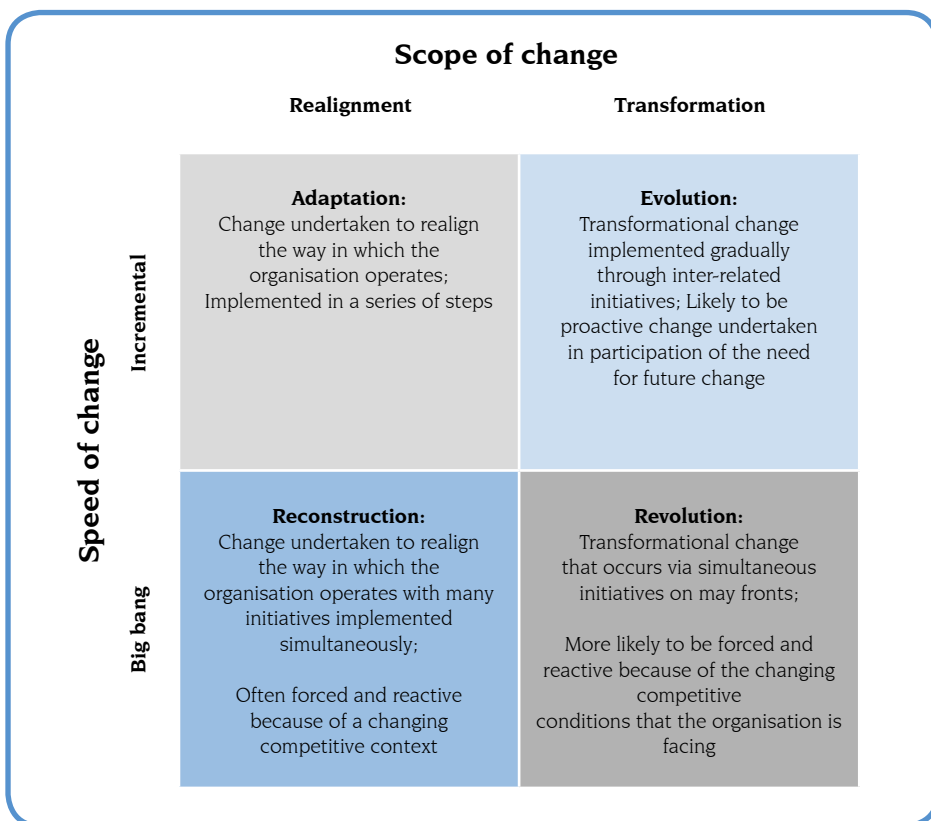 Scope of change
Realignment
Transformation
Speed of change
Incremental
Adaptation:
Change undertaken to realign
the way in which the
organisation operates;
Implemented in a series of steps
Evolution:
Transformational change
implemented gradually
through inter-related
initiatives; Likely to be
proactive change undertaken
in participation of the need
for future change
Big bang
Reconstruction:
Change undertaken to realign
the way in which the
organisation operates with many
initiatives implemented
simultaneously;
Often forced and reactive
because of a changing
competitive context
Revolution:
Transformational change
that occurs via simultaneous
initiatives on may fronts;
More likely to be forced and
reactive because of the changing
competitive
conditions that the organisation is
facing